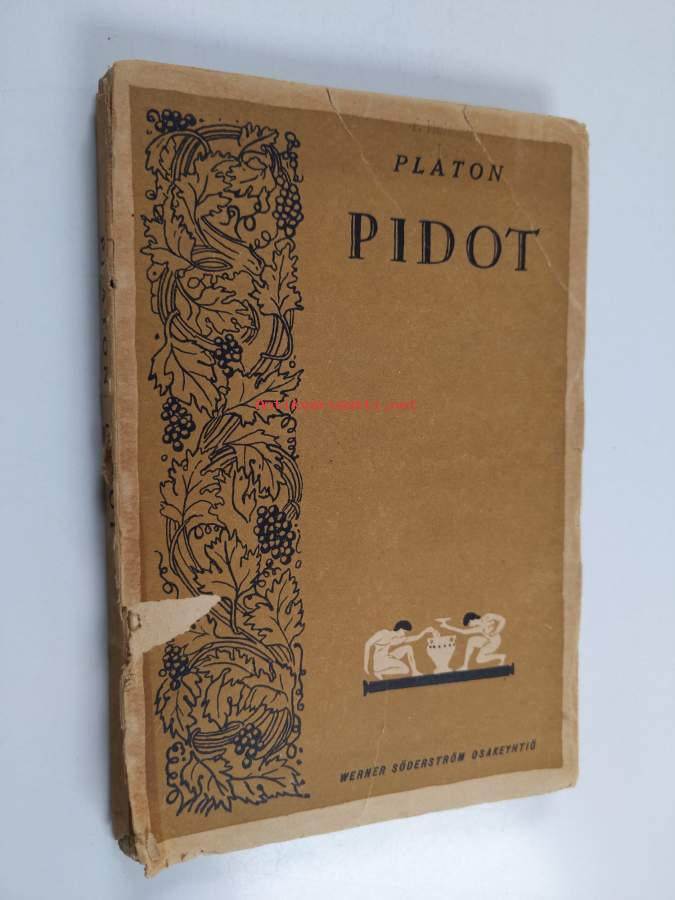 PLATON
PIDOT
WERNER SÖDERSTRÖM OSAKEYHTIÖ